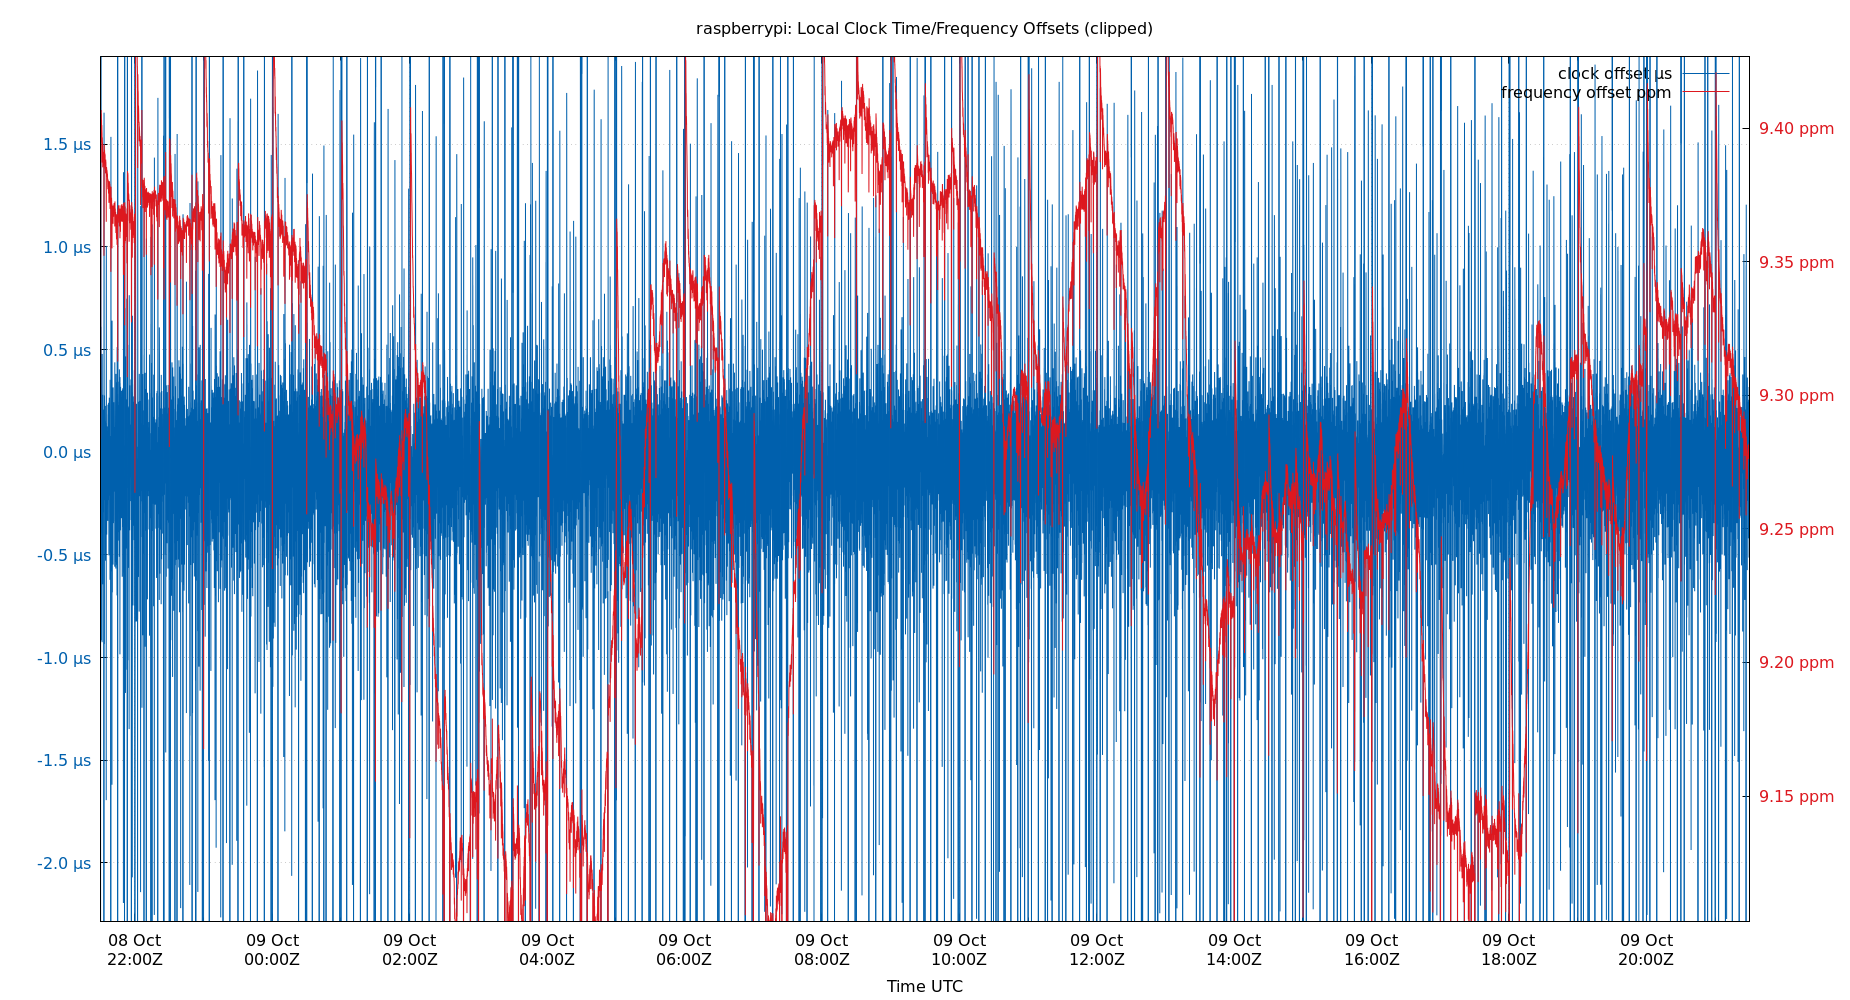 raspberrypi: Local Clock Time/Frequency Offsets (clipped)
clock offset µs
frequency offset ppm
1.5 µs
1.0 µs
0.5 µs
0.0 µs
-0.5 µs
-1.0 µs
-1.5 µs
-2.0 µs
9.40 ppm
9.35 ppm
9.30 ppm
9.25 ppm
9.20 ppm
9.15 ppm
08 Oct
22:00Z
09 Oct
00:00Z
09 Oct
02:00Z
09 Oct
04:00Z
09 Oct
06:00Z
09 Oct
08:00Z
09 Oct
10:00Z
09 Oct
12:00Z
09 Oct
14:00Z
09 Oct
16:00Z
09 Oct
18:00Z
09 Oct
20:00Z
Time UTC